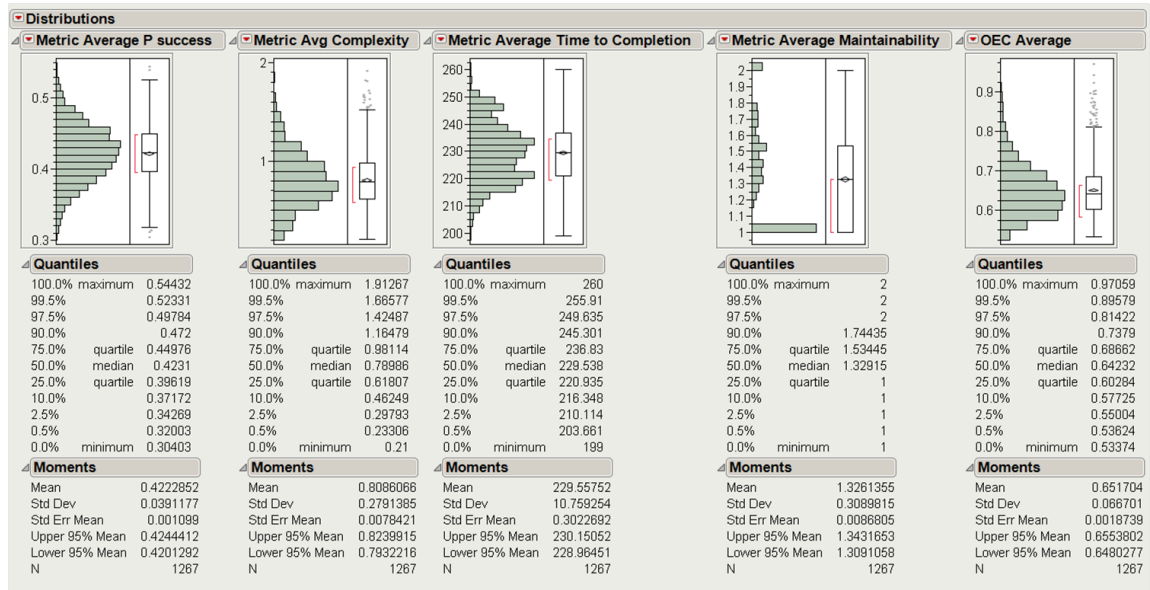 Distributions
Metric Average P success
0.5
0.4
0.3
Quantiles
100.0% maximum 0.54432
99.5% 0.52331
97.5% 0.49784
90.0% 0.472
75.0% quartile 0.44976
50.0% median 0.4231
25.0% quartile 0.39619
10.0% 0.37172
2.5% 0.34269
0.5% 0.32003
0.0% minimum 0.30403
Moments
Mean 0.4222852
Std Dev 0.0391177
Std Err Mean 0.001099
Upper 95% Mean 0.4244412
Lower 95% Mean 0.4201292
N 1267
Metric Avg Complexity
2
1
Quantiles
100.0% maximum 1.91267
99.5% 1.66577
97.5% 1.42487
90.0% 1.16479
75.0% quartile 0.98114
50.0% median 0.78986
25.0% quartile 0.61807
10.0% 0.46249
2.5% 0.29793
0.5% 0.23306
0.0% minimum 0.21
Moments
Mean 0.8086066
Std Dev 0.2791385
Std Err Mean 0.0078421
Upper 95% Mean 0.8239915
Lower 95% Mean 0.7932216
N 1267
Metric Average Time to Completion
260
250
240
230
220
210
200
Quantiles
100.0% maximum 260
99.5% 255.91
97.5% 249.635
90.0% 245.301
75.0% quartile 236.83
50.0% median 229.538
25.0% quartile 220.935
10.0% 216.348
2.5% 210.114
0.5% 203.661
0.0% minimum 199
Moments
Mean 229.55752
Std Dev 10.759254
Std Err Mean 0.3022692
Upper 95% Mean 230.15052
Lower 95% Mean 228.96451
N 1267
Metric Average Maintainability
2
1.9
1.8
1.7
1.6
1.5
1.4
1.3
1.2
1.1
1
Quantiles
100.0% maximum 2
99.5% 2
97.5% 2
90.0% 1.74435
75.0% quartile 1.53445
50.0% median 1.32915
25.0% quartile 1
10.0% 1
2.5% 1
0.5% 1
0.0% minimum 1
Moments
Mean 1.3261355
Std Dev 0.3089815
Std Err Mean 0.0086805
Upper 95% Mean 1.3431653
Lower 95% Mean 1.3091058
N 1267
OEC Average
0.9
0.8
0.7
0.6
Quantiles
100.0% maximum 0.97059
99.5% 0.89579
97.5% 0.81422
90.0% 0.7379
75.0% quartile 0.68662
50.0% median 0.64232
25.0% quartile 0.60284
10.0% 0.57725
2.5% 0.55004
0.5% 0.53624
0.0% minimum 0.53374
Moments
Mean 0.651704
Std Dev 0.066701
Std Err Mean 0.0018739
Upper 95% Mean 0.6553802
Lower 95% Mean 0.6480277
N 1267